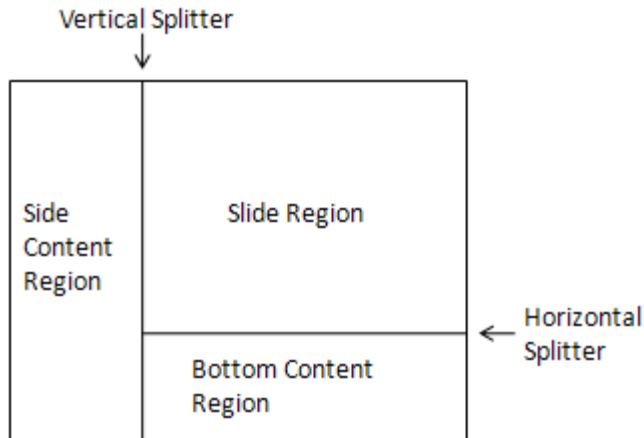 Vertical Splitter
Side
Content
Region
Slide Region
Horizontal
Splitter
Bottom Content
Region